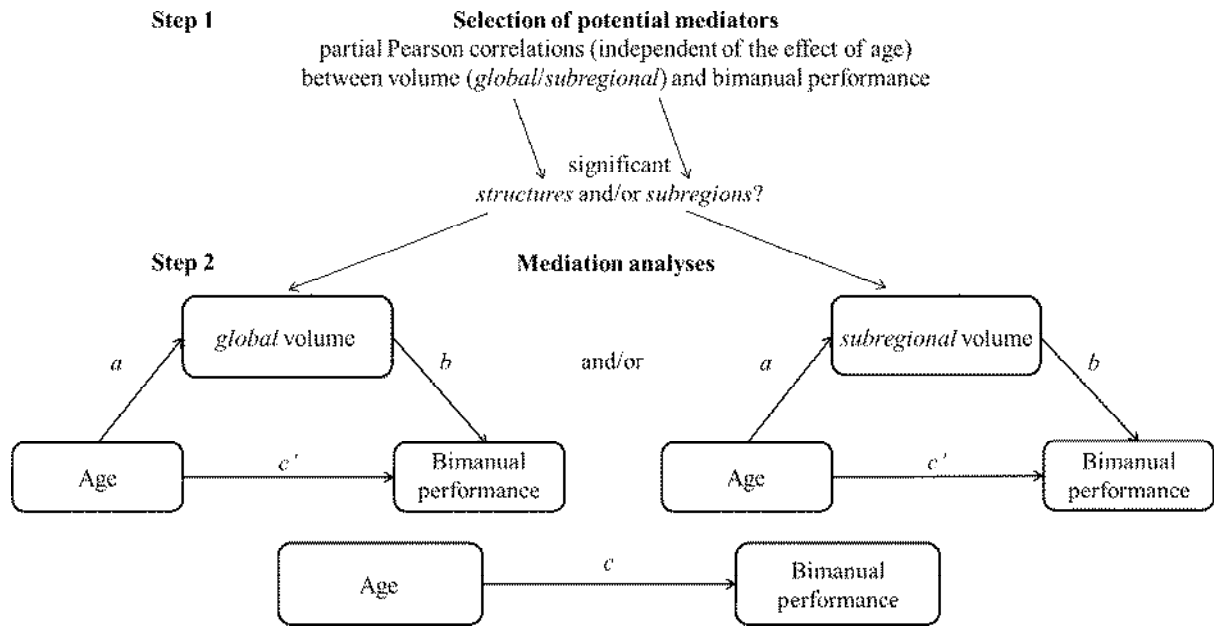 Step 1
Selection of potential mediators
partial Pearson correlations (independent of the effect of age)
between volume (global/subregional) and bimanual performance
significant
structures and/or subregions?
Step 2
Mediation analyses
global volume
a
b
Age
c'
Bimanual
performance
and/or
subregional volume
a
b
Age
c'
Bimanual
performance
Age
c
Bimanual
performance